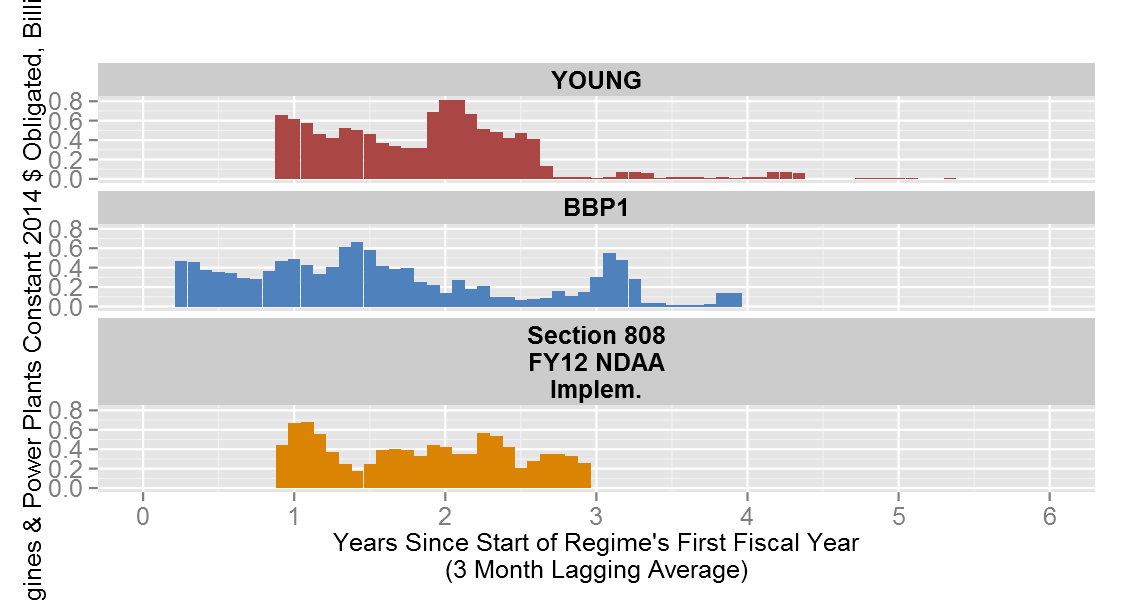 gines & Power Plants Constant 2014 $ Obligated, Billi
YOUNG
0.8
0.6
0.4
0.2
0.0
BBP1
0.8
0.6
0.4
0.2
0.0
Section 808
FY12 NDAA
Implem.
0.8
0.6
0.4
0.2
0.0
0 1 2 3 4 5 6
Years Since Start of Regime's First Fiscal Year
(3 Month Lagging Average)